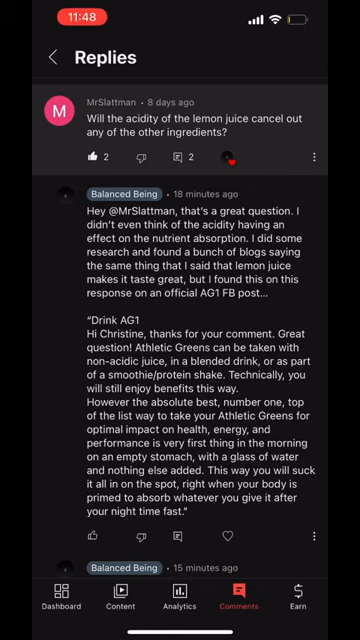 11:48
Replies
M
MrSlattman • 8 days ago
Will the acidity of the lemon juice cancel out
any of the other ingredients?
2
2
Balanced Being • 18 minutes ago
Hey @MrSlattman, that's a great question. I
didn't even think of the acidity having an
effect on the nutrient absorption. I did some
research and found a bunch of blogs saying
the same thing that I said that lemon juice
makes it taste great, but I found this on this
response on an official AG1 FB post...
“Drink AG1
Hi Christine, thanks for your comment. Great
question! Athletic Greens can be taken with
non-acidic juice, in a blended drink, or as part
of a smoothie/protein shake. Technically, you
will still enjoy benefits this way.
However the absolute best, number one, top
of the list way to take your Athletic Greens for
optimal impact on health, energy, and
performance is very first thing in the morning
on an empty stomach, with a glass of water
and nothing else added. This way you will suck
it all in on the spot, right when your body is
primed to absorb whatever you give it after
your night time fast.”
Balanced Being • 15 minutes ago
Dashboard
Content
Analytics
Comments
Earn